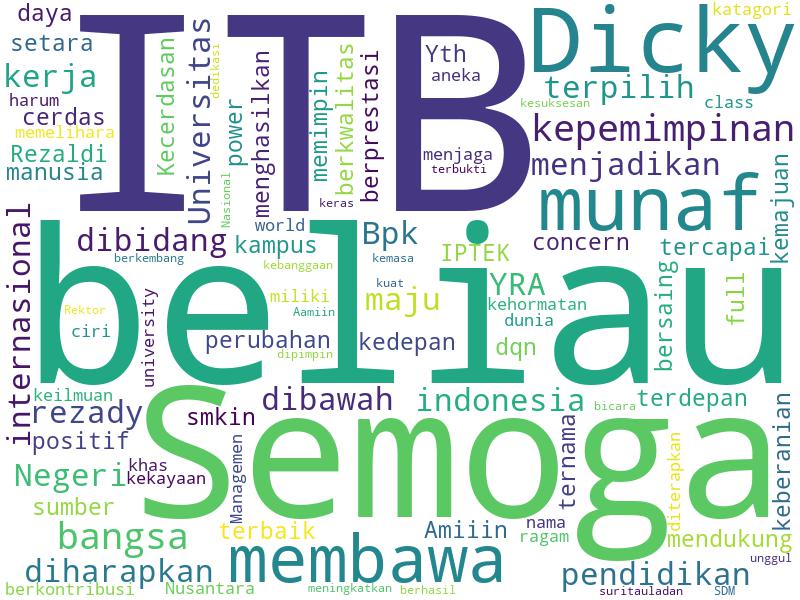 daya
setara
kerja
harum
cerdas
memelihara
Rezaldi
manusia
ITB
Kecerdasan
Universitas
dedikasi
power
Nasional
menghasilkan
memimpin
berkwalitas
berprestasi
keras
Yth
aneka
menjaga
terbukti
Dicky
katagori
terpilih
kesuksesan
class
kepemimpinan
menjadikan
munaf
kemajuan
internasional
dibidang
berkembang
kampus
world
kebanggaan
Bpk
kemasa
IPTEK
concern
tercapai
beliau
Rektor
ciri
university
miliki
Aamiin
kuat
maju
perubahan
dipimpin
kedepan
YRA
kehormatan
dunia
dqn
bersaing
full
keilmuan
rezady
positif
smkin
dibawah
indonesia
bicara
terdepan
Semoga
Negeri
khas
kekayaan
sumber
Managemen
ternama
diterapkan
keberanian
bangsa
terbaik
Amiiin
nama
ragam
mendukung
unggul
diharapkan
membawa
pendidikan
berkontribusi
Nusantara
meningkatkan
berhasil
suritauladan
SDM